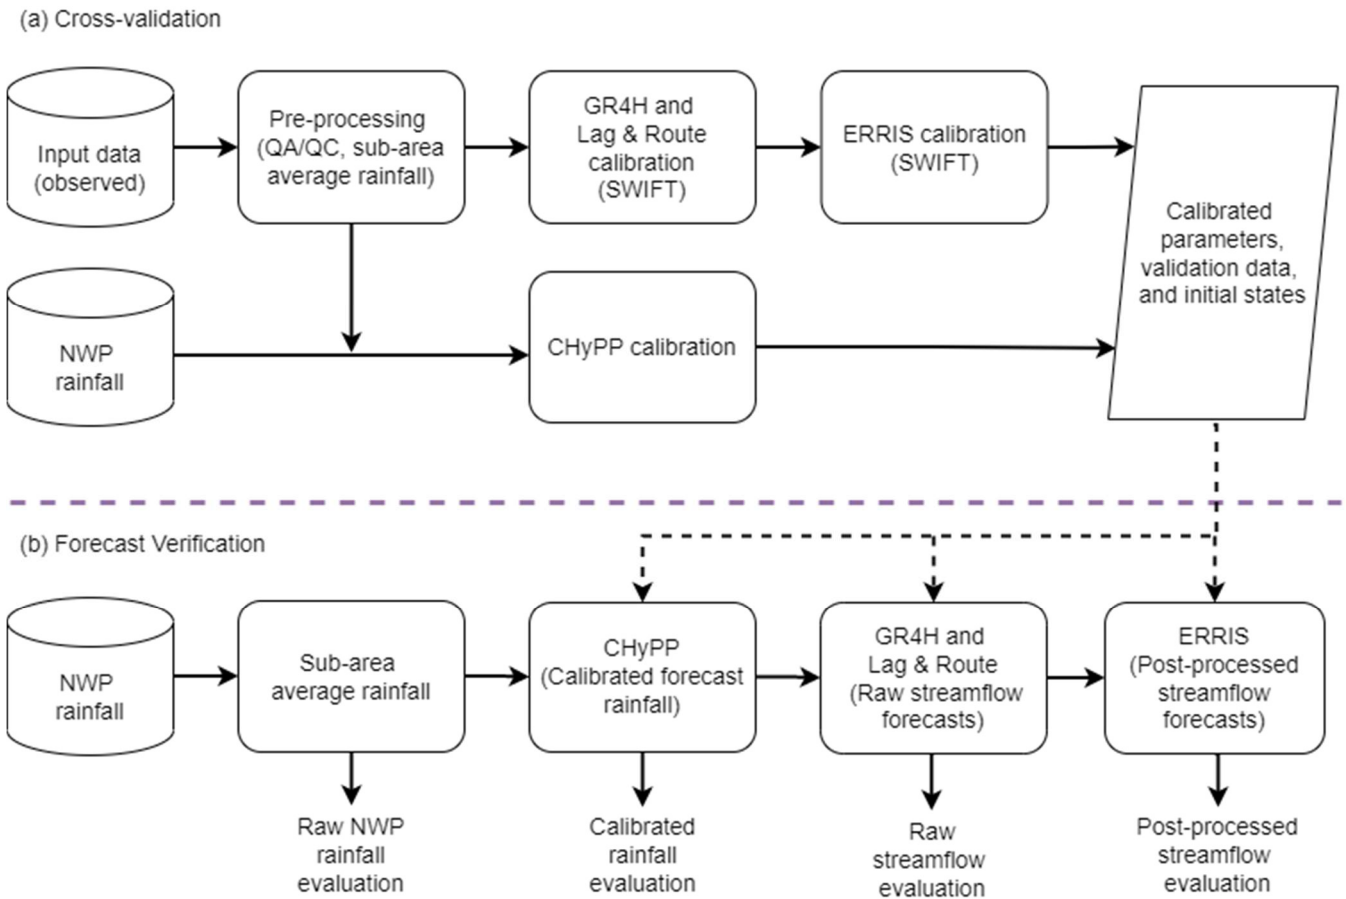 (a) Cross-validation
Input data
(observed)
Pre-processing
(QA/QC, sub-area
average rainfall)
GR4H and
Lag & Route
calibration
(SWIFT)
ERRIS calibration
(SWIFT)
Calibrated
parameters,
validation data,
and initial states
NWP
rainfall
CHyPP calibration
(b) Forecast Verification
NWP
rainfall
Sub-area
average rainfall
CHyPP
(Calibrated forecast
rainfall)
GR4H and
Lag & Route
(Raw streamflow
forecasts)
ERRIS
(Post-processed
streamflow
forecasts)
Raw NWP
rainfall
evaluation
Calibrated
rainfall
evaluation
Raw
streamflow
evaluation
Post-processed
streamflow
evaluation